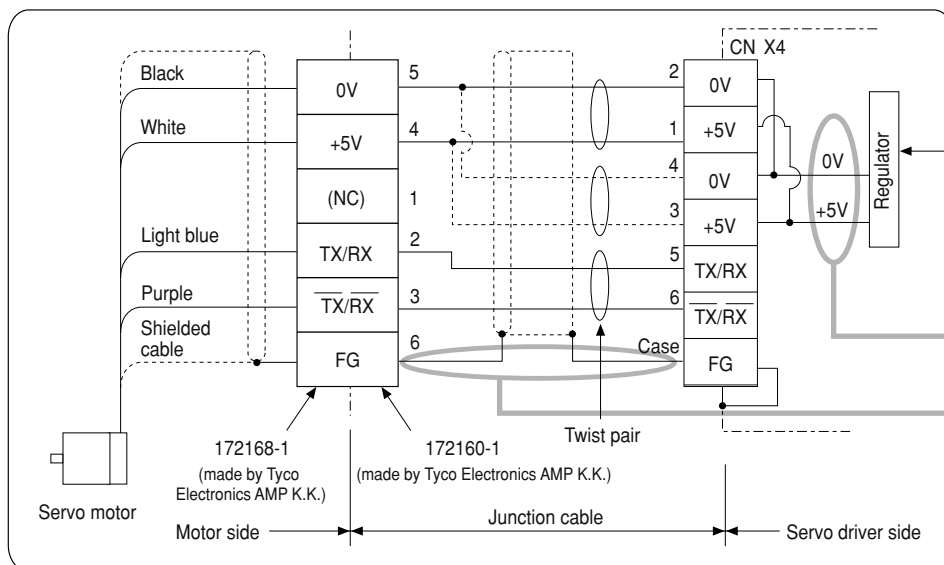 CN X4
Black
5
0V
2
0V
White
4
+5V
1
+5V
0V
Regulator
(NC)
1
4
0V
3
+5V
+5V
Light blue
TX/RX
2
5
TX/RX
Purple
TX/RX
3
6
TX/RX
Shielded
cable
FG
6
Case
FG
172168-1
(made by Tyco
Electronics AMP K.K.)
172160-1
(made by Tyco Electronics AMP K.K.)
Twist pair
Servo motor
Motor side
Junction cable
Servo driver side